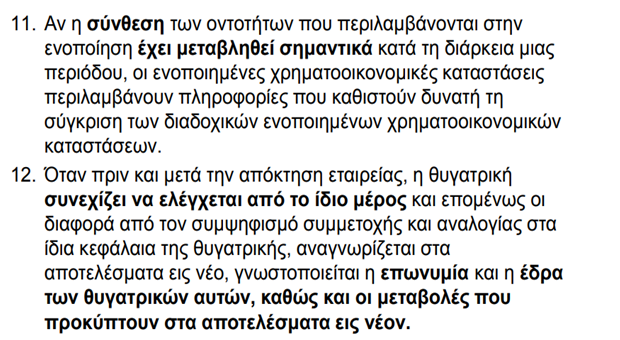 11. Αν η σύνθεση των οντοτήτων που περιλαμβάνονται στην
ενοποίηση έχει μεταβληθεί σημαντικά κατά τη διάρκεια μιας
περιόδου, οι ενοποιημένες χρηματοοικονομικές καταστάσεις
περιλαμβάνουν πληροφορίες που καθιστούν δυνατή τη
σύγκριση των διαδοχικών ενοποιημένων χρηματοοικονομικών
καταστάσεων.
12. Όταν πριν και μετά την απόκτηση εταιρείας, η θυγατρική
συνεχίζει να ελέγχεται από το ίδιο μέρος και επομένως οι
διαφορά από τον συμψηφισμό συμμετοχής και αναλογίας στα
ίδια κεφάλαια της θυγατρικής, αναγνωρίζεται στα
αποτελέσματα εις νέο, γνωστοποιείται η επωνυμία και η έδρα
των θυγατρικών αυτών, καθώς και οι μεταβολές που
προκύπτουν στα αποτελέσματα εις νέον.